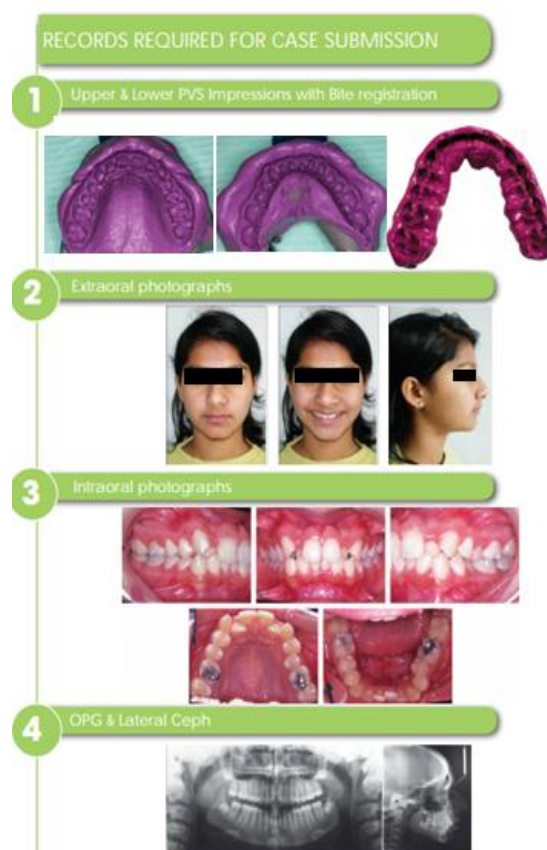 RECORDS REQUIRED FOR CASE SUBMISSION
1 Upper & Lower PVS Impressions with Bite registration
2 Extraoral photographs
3 Intraoral photographs
4 OPG & Lateral Ceph